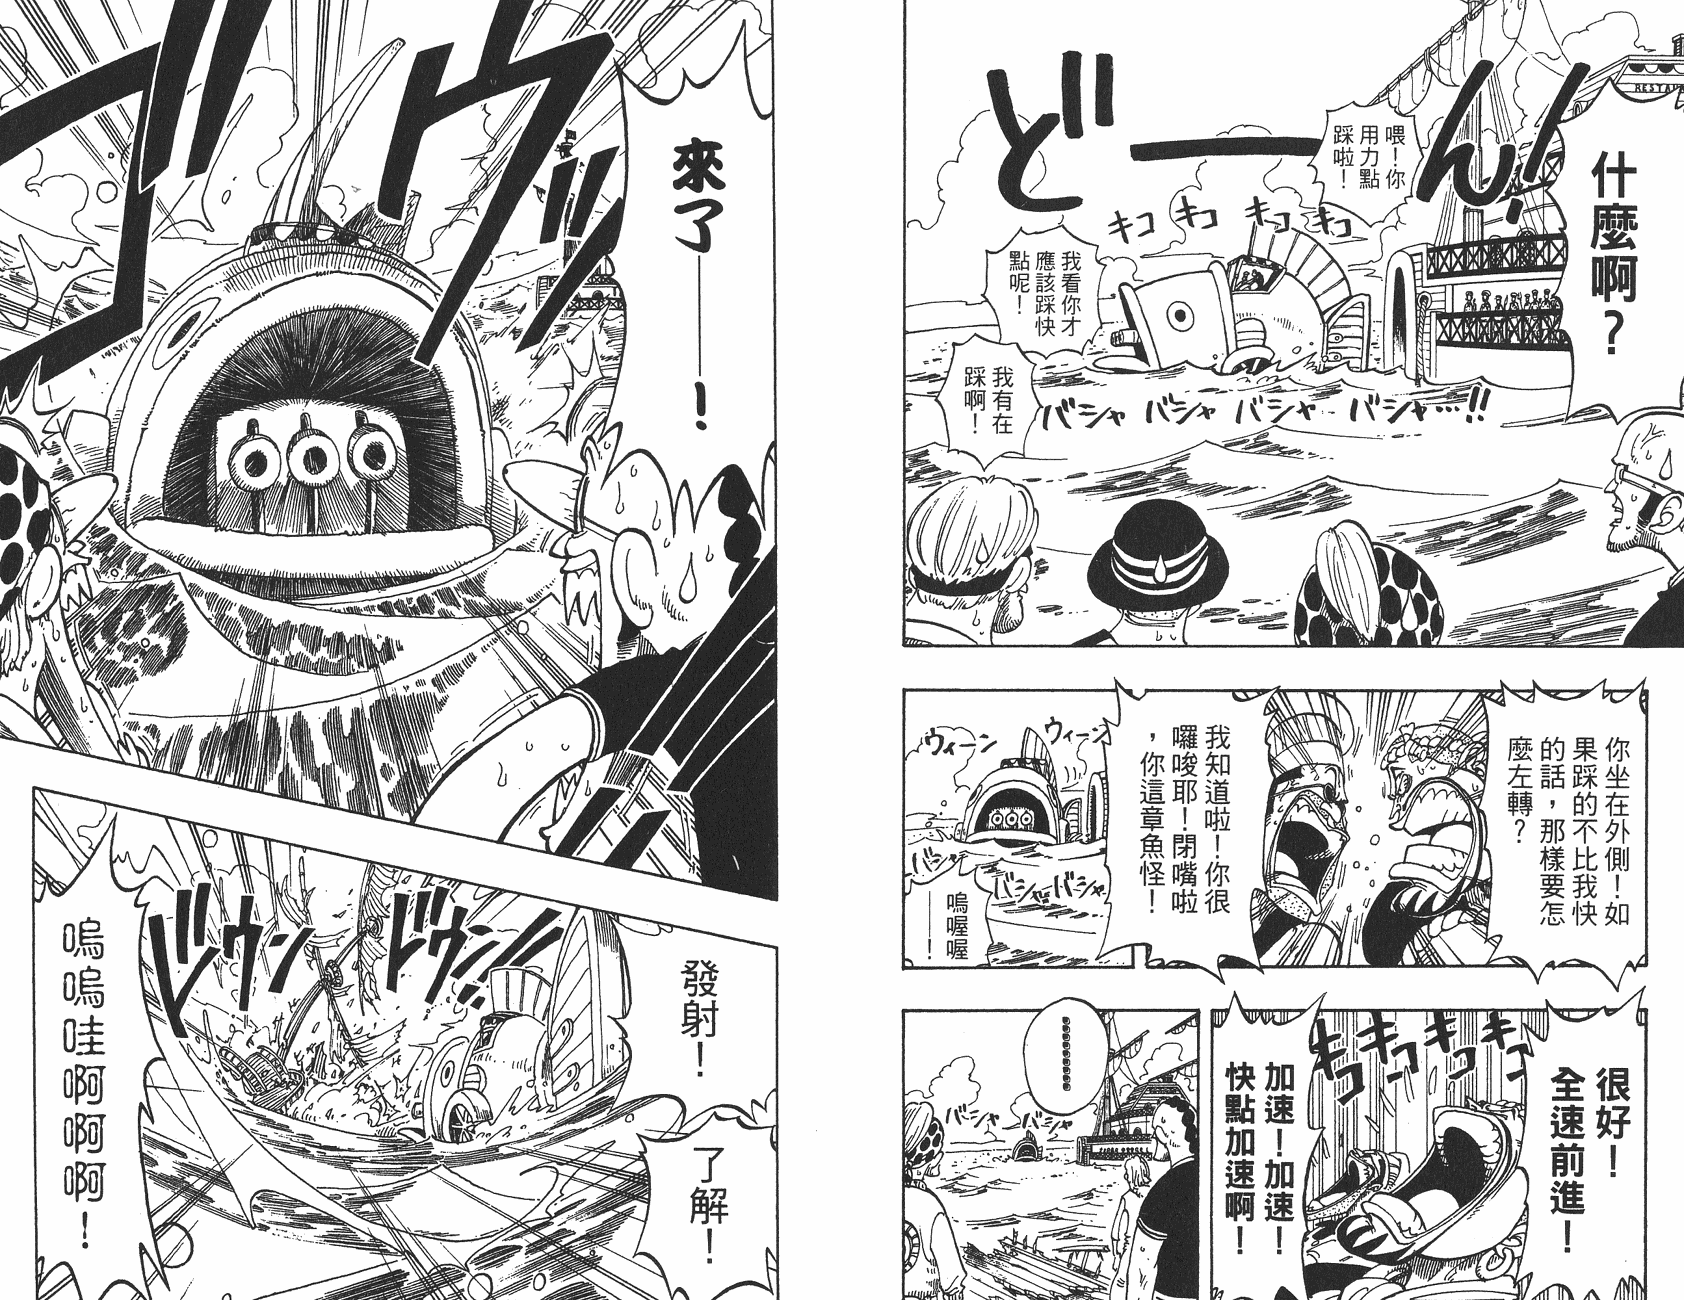 什麼啊？
RESTA
ど
ー
ん!!
喂！你
用力點
踩啦！
キコ キコ キコ キコ
我看你才
應該踩快
點呢！
我有在
踩啊！
バシャ バシャ バシャ バシャ…!!
你坐在外側！如
果踩的不比我快
的話，那樣要怎
麼左轉？
我知道啦！你很
囉唆耶！閉嘴啦
，你這章魚怪！
ウィーン
ウィーン
バシャ
バシャバシャ
嗚喔喔
——！
很好！
全速前進！
キコ キコ キコ キコ
加速！加速！
快點加速啊！
………
バシャ
バシャ
來了——！
發射！
了解！
ドウン
ドウン!
嗚嗚哇啊啊啊！